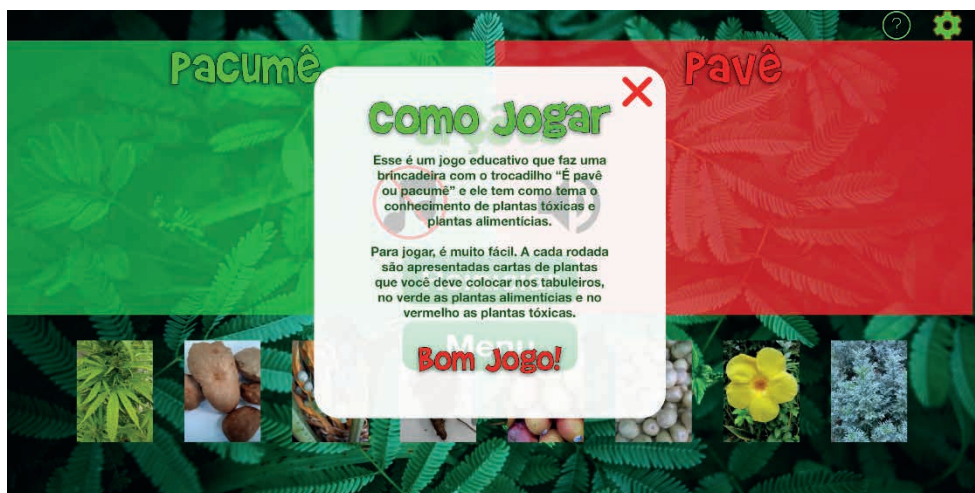 ?
Pacumê
Pavê
Como Jogar
Esse é um jogo educativo que faz uma
brincadeira com o trocadilho “É pavê
ou pacumê” e ele tem como tema o
conhecimento de plantas tóxicas e
plantas alimentícias.
Para jogar, é muito fácil. A cada rodada
são apresentadas cartas de plantas
que você deve colocar nos tabuleiros,
no verde as plantas alimentícias e no
vermelho as plantas tóxicas.
Menu
Bom Jogo!